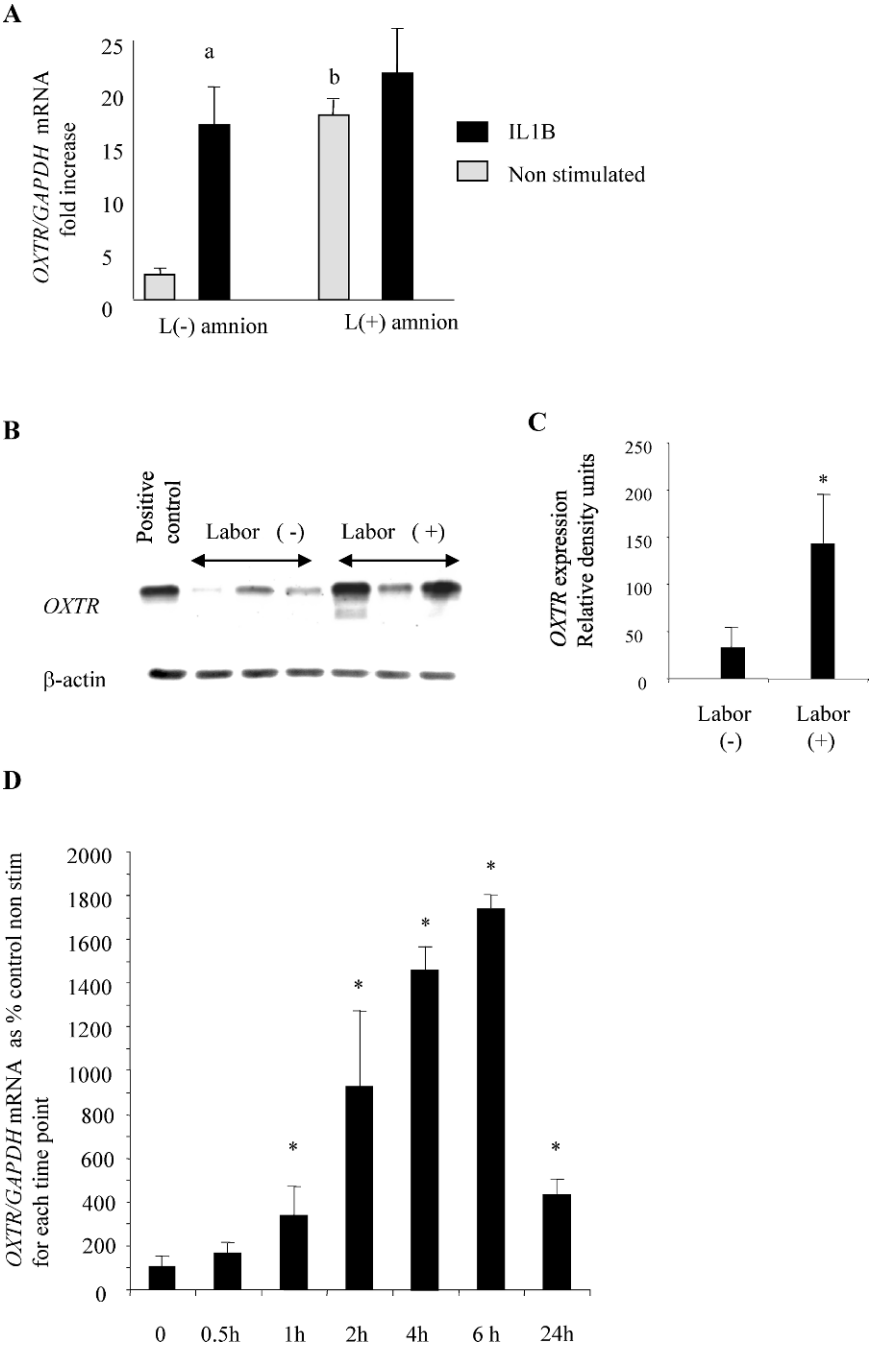 A
OXTR/GAPDH mRNA
fold increase
25
20
15
10
5
0
a
b
IL1B
Non stimulated
L(-) amnion
L(+) amnion
B
Positive
control
Labor ( -)
Labor ( +)
OXTR
β-actin
C
OXTR expression
Relative density units
250
200
150
100
50
0
*
Labor
(-)
Labor
(+)
D
OXTR/GAPDH mRNA as % control non stim
for each time point
2000
1800
1600
1400
1200
1000
800
600
400
200
0
*
*
*
*
*
0 0.5h 1h 2h 4h 6 h 24h